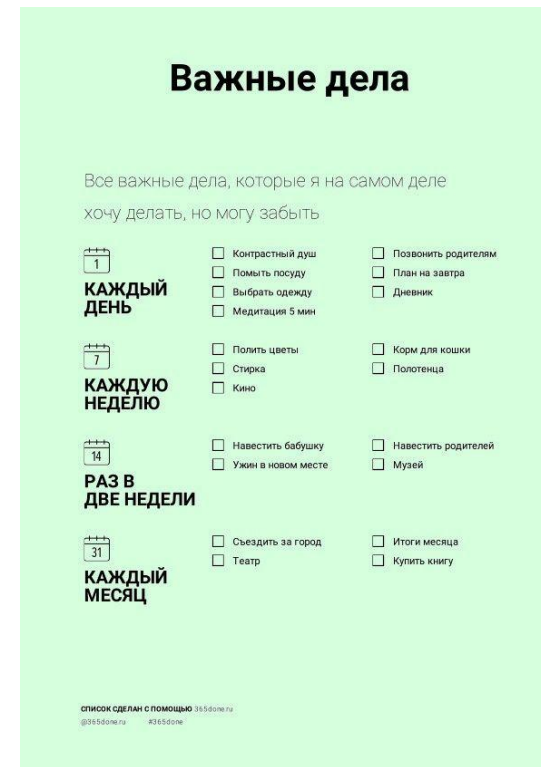 Важные дела
Все важные дела, которые я на самом деле
хочу делать, но могу забыть
1
КАЖДЫЙ
ДЕНЬ
Контрастный душ
Помыть посуду
Выбрать одежду
Медитация 5 мин
Позвонить родителям
План на завтра
Дневник
7
КАЖДУЮ
НЕДЕЛЮ
Полить цветы
Стирка
Кино
Корм для кошки
Полотенца
14
РАЗ В
ДВЕ НЕДЕЛИ
Навестить бабушку
Ужин в новом месте
Навестить родителей
Музей
31
КАЖДЫЙ
МЕСЯЦ
Съездить за город
Театр
Итоги месяца
Купить книгу
СПИСОК СДЕЛАН С ПОМОЩЬЮ 365done.ru
@365done.ru #365done